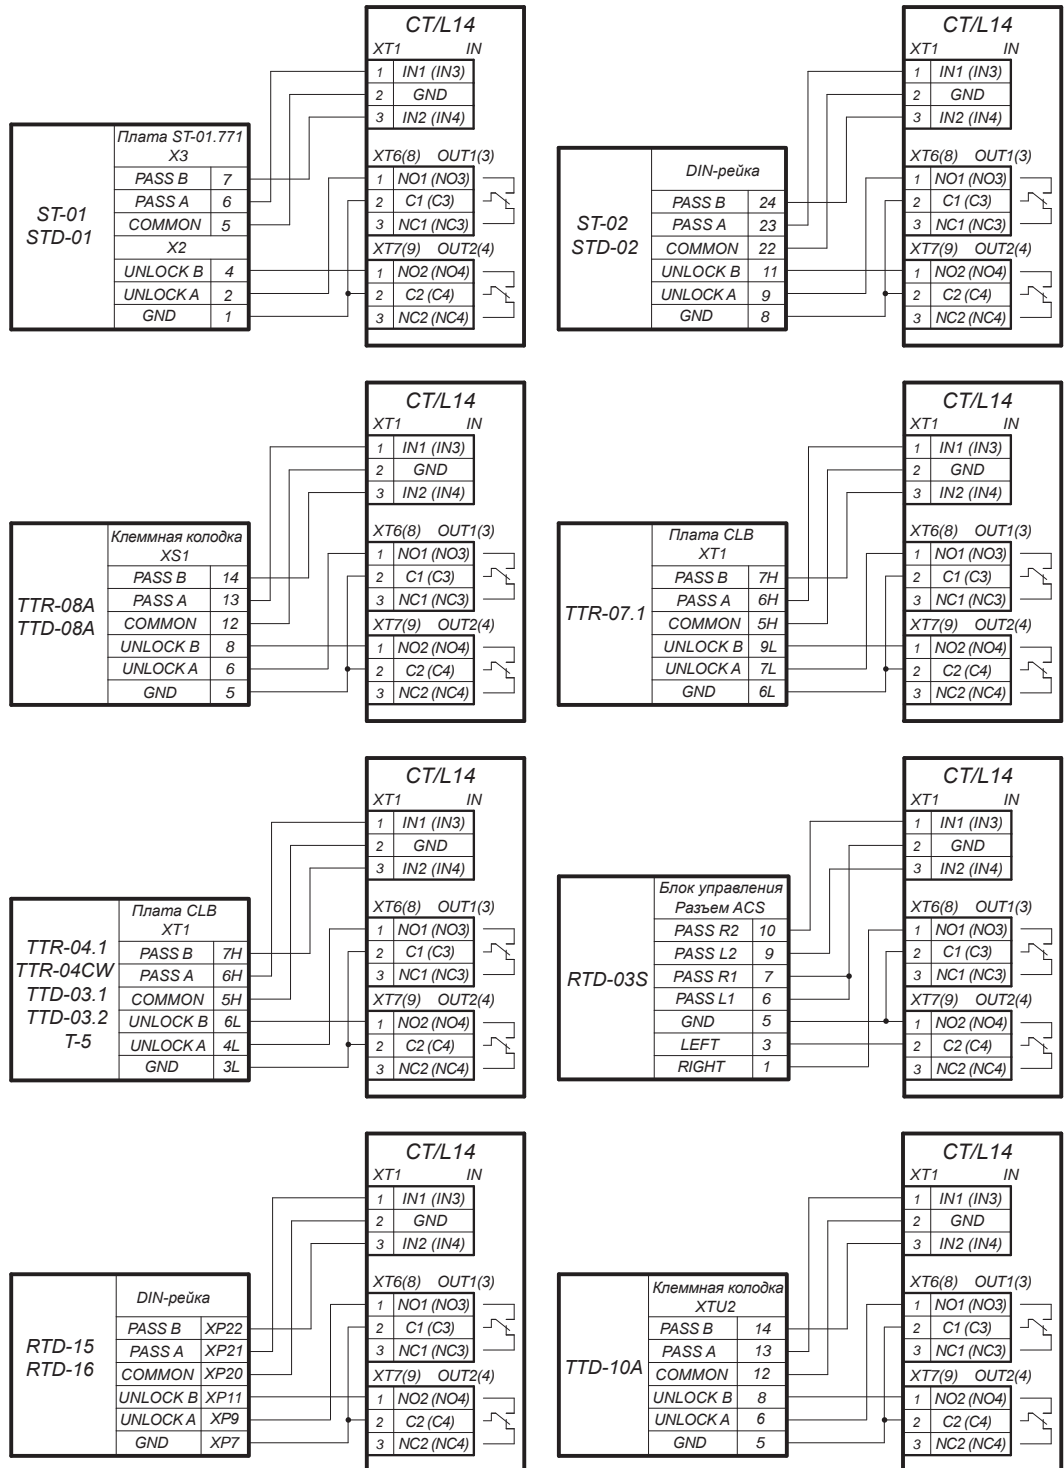 CT/L14
XT1 IN
1 IN1 (IN3)
2 GND
3 IN2 (IN4)
XT6(8) OUT1(3)
1 NO1 (NO3)
2 C1 (C3)
3 NC1 (NC3)
XT7(9) OUT2(4)
1 NO2 (NO4)
2 C2 (C4)
3 NC2 (NC4)
ST-01
STD-01
Плата ST-01.771
X3
PASS B 7
PASS A 6
COMMON 5
X2
UNLOCK B 4
UNLOCK A 2
GND 1
CT/L14
XT1 IN
1 IN1 (IN3)
2 GND
3 IN2 (IN4)
XT6(8) OUT1(3)
1 NO1 (NO3)
2 C1 (C3)
3 NC1 (NC3)
XT7(9) OUT2(4)
1 NO2 (NO4)
2 C2 (C4)
3 NC2 (NC4)
ST-02
STD-02
DIN-рейка
PASS B 24
PASS A 23
COMMON 22
UNLOCK B 11
UNLOCK A 9
GND 8
CT/L14
XT1 IN
1 IN1 (IN3)
2 GND
3 IN2 (IN4)
XT6(8) OUT1(3)
1 NO1 (NO3)
2 C1 (C3)
3 NC1 (NC3)
XT7(9) OUT2(4)
1 NO2 (NO4)
2 C2 (C4)
3 NC2 (NC4)
TTR-08A
TTD-08A
Клеммная колодка
XS1
PASS B 14
PASS A 13
COMMON 12
UNLOCK B 8
UNLOCK A 6
GND 5
CT/L14
XT1 IN
1 IN1 (IN3)
2 GND
3 IN2 (IN4)
XT6(8) OUT1(3)
1 NO1 (NO3)
2 C1 (C3)
3 NC1 (NC3)
XT7(9) OUT2(4)
1 NO2 (NO4)
2 C2 (C4)
3 NC2 (NC4)
TTR-07.1
Плата CLB
XT1
PASS B 7H
PASS A 6H
COMMON 5H
UNLOCK B 9L
UNLOCK A 7L
GND 6L
CT/L14
XT1 IN
1 IN1 (IN3)
2 GND
3 IN2 (IN4)
XT6(8) OUT1(3)
1 NO1 (NO3)
2 C1 (C3)
3 NC1 (NC3)
XT7(9) OUT2(4)
1 NO2 (NO4)
2 C2 (C4)
3 NC2 (NC4)
TTR-04.1
TTR-04CW
TTD-03.1
TTD-03.2
T-5
Плата CLB
XT1
PASS B 7H
PASS A 6H
COMMON 5H
UNLOCK B 6L
UNLOCK A 4L
GND 3L
CT/L14
XT1 IN
1 IN1 (IN3)
2 GND
3 IN2 (IN4)
XT6(8) OUT1(3)
1 NO1 (NO3)
2 C1 (C3)
3 NC1 (NC3)
XT7(9) OUT2(4)
1 NO2 (NO4)
2 C2 (C4)
3 NC2 (NC4)
RTD-03S
Блок управления
Разъем ACS
PASS R2 10
PASS L2 9
PASS R1 7
PASS L1 6
GND 5
LEFT 3
RIGHT 1
CT/L14
XT1 IN
1 IN1 (IN3)
2 GND
3 IN2 (IN4)
XT6(8) OUT1(3)
1 NO1 (NO3)
2 C1 (C3)
3 NC1 (NC3)
XT7(9) OUT2(4)
1 NO2 (NO4)
2 C2 (C4)
3 NC2 (NC4)
RTD-15
RTD-16
DIN-рейка
PASS B XP22
PASS A XP21
COMMON XP20
UNLOCK B XP11
UNLOCK A XP9
GND XP7
CT/L14
XT1 IN
1 IN1 (IN3)
2 GND
3 IN2 (IN4)
XT6(8) OUT1(3)
1 NO1 (NO3)
2 C1 (C3)
3 NC1 (NC3)
XT7(9) OUT2(4)
1 NO2 (NO4)
2 C2 (C4)
3 NC2 (NC4)
TTD-10A
Клеммная колодка
XTU2
PASS B 14
PASS A 13
COMMON 12
UNLOCK B 8
UNLOCK A 6
GND 5